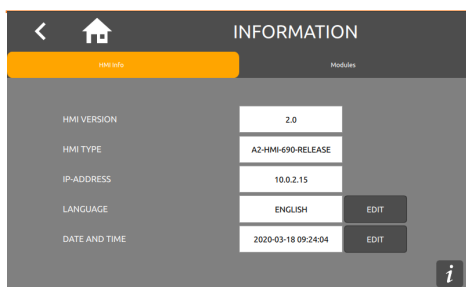 INFORMATION
HMI Info
Modules
HMI VERSION 2.0
HMI TYPE A2-HMI-690-RELEASE
IP-ADDRESS 10.0.2.15
LANGUAGE ENGLISH EDIT
DATE AND TIME 2020-03-18 09:24:04 EDIT
i